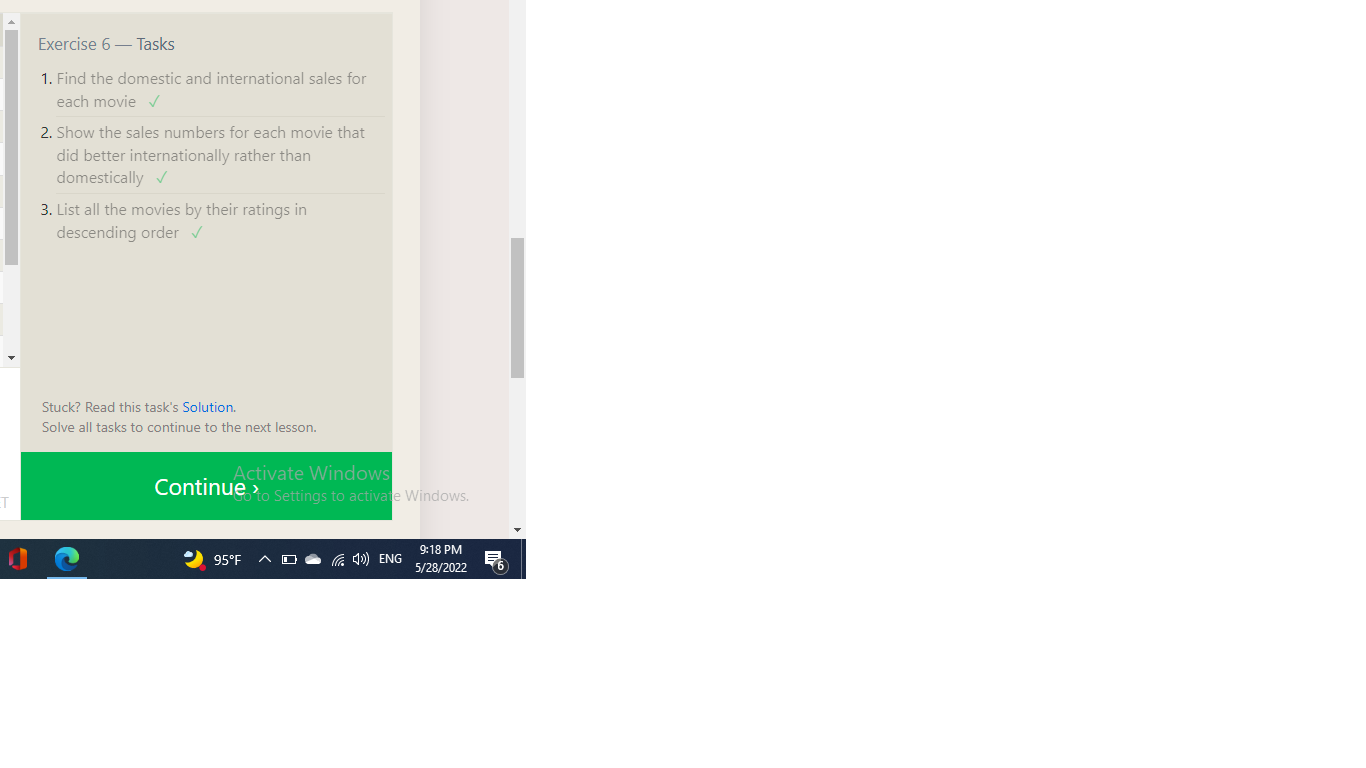 Exercise 6 — Tasks
1. Find the domestic and international sales for
each movie ✓
2. Show the sales numbers for each movie that
did better internationally rather than
domestically ✓
3. List all the movies by their ratings in
descending order ✓
Stuck? Read this task's Solution.
Solve all tasks to continue to the next lesson.
Activate Windows
Continue ›
Go to Settings to activate Windows.
95°F
ENG
9:18 PM
5/28/2022
6